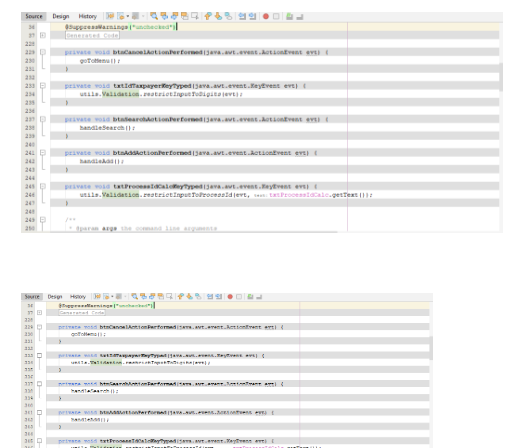 Source Design History
36 @SuppressWarnings("unchecked")
37 Generated Code
228
229 private void btnCancelActionPerformed(java.awt.event.ActionEvent evt) {
230 goToMenu();
231 }
232
233 private void txtIdTaxpayerKeyTyped(java.awt.event.KeyEvent evt) {
234 utils.Validation.restrictInputToDigits(evt);
235 }
236
237 private void btnSearchActionPerformed(java.awt.event.ActionEvent evt) {
238 handleSearch();
239 }
240
241 private void btnAddActionPerformed(java.awt.event.ActionEvent evt) {
242 handleAdd();
243 }
244
245 private void txtProcessIdCalcKeyTyped(java.awt.event.KeyEvent evt) {
246 utils.Validation.restrictInputToProcessId(evt, text: txtProcessIdCalc.getText());
247 }
248
249 /**
250 * @param args the command line arguments
Source Design History
36 @SuppressWarnings("unchecked")
37 Generated Code
228
229 private void btnCancelActionPerformed(java.awt.event.ActionEvent evt) {
230 goToMenu();
231 }
232
233 private void txtIdTaxpayerKeyTyped(java.awt.event.KeyEvent evt) {
234 utils.Validation.restrictInputToDigits(evt);
235 }
236
237 private void btnSearchActionPerformed(java.awt.event.ActionEvent evt) {
238 handleSearch();
239 }
240
241 private void btnAddActionPerformed(java.awt.event.ActionEvent evt) {
242 handleAdd();
243 }
244
245 private void txtProcessIdCalcKeyTyped(java.awt.event.KeyEvent evt) {